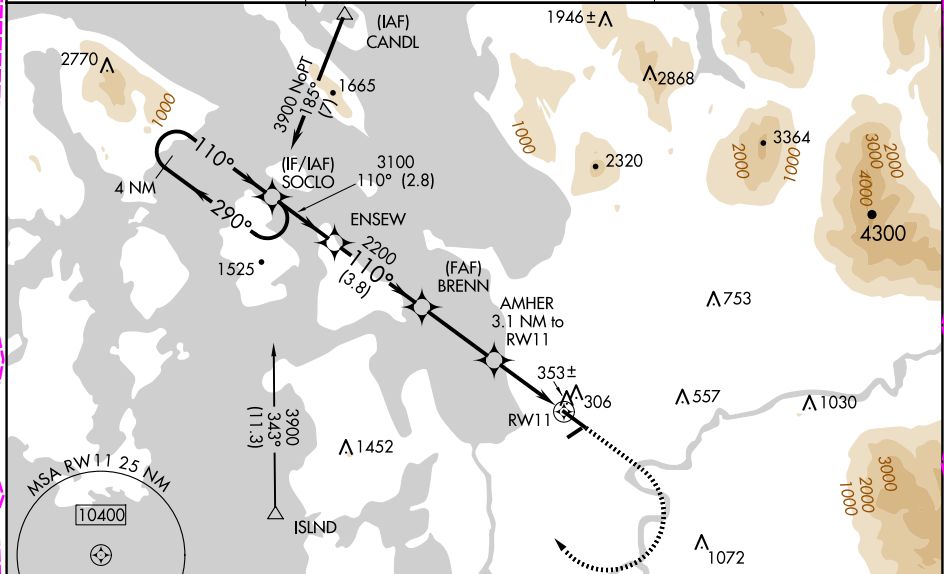 (IAF)
CANDL
1946±
2770
2868
3900 NoPT
185°
(7)
1665
1000
1000
3364
2000
1000
3000
2000
4000
4300
110°
(IF/IAF)
SOCLO
3100
110° (2.8)
2320
4 NM
290°
ENSEW
2200
110°
(3.8)
1525
(FAF)
BRENN
AMHER
3.1 NM to
RW11
753
353±
306
RW11
557
1030
3900
343°
(11.3)
1452
MSA RW11 25 NM
10400
ISLND
3000
2000
1000
1072